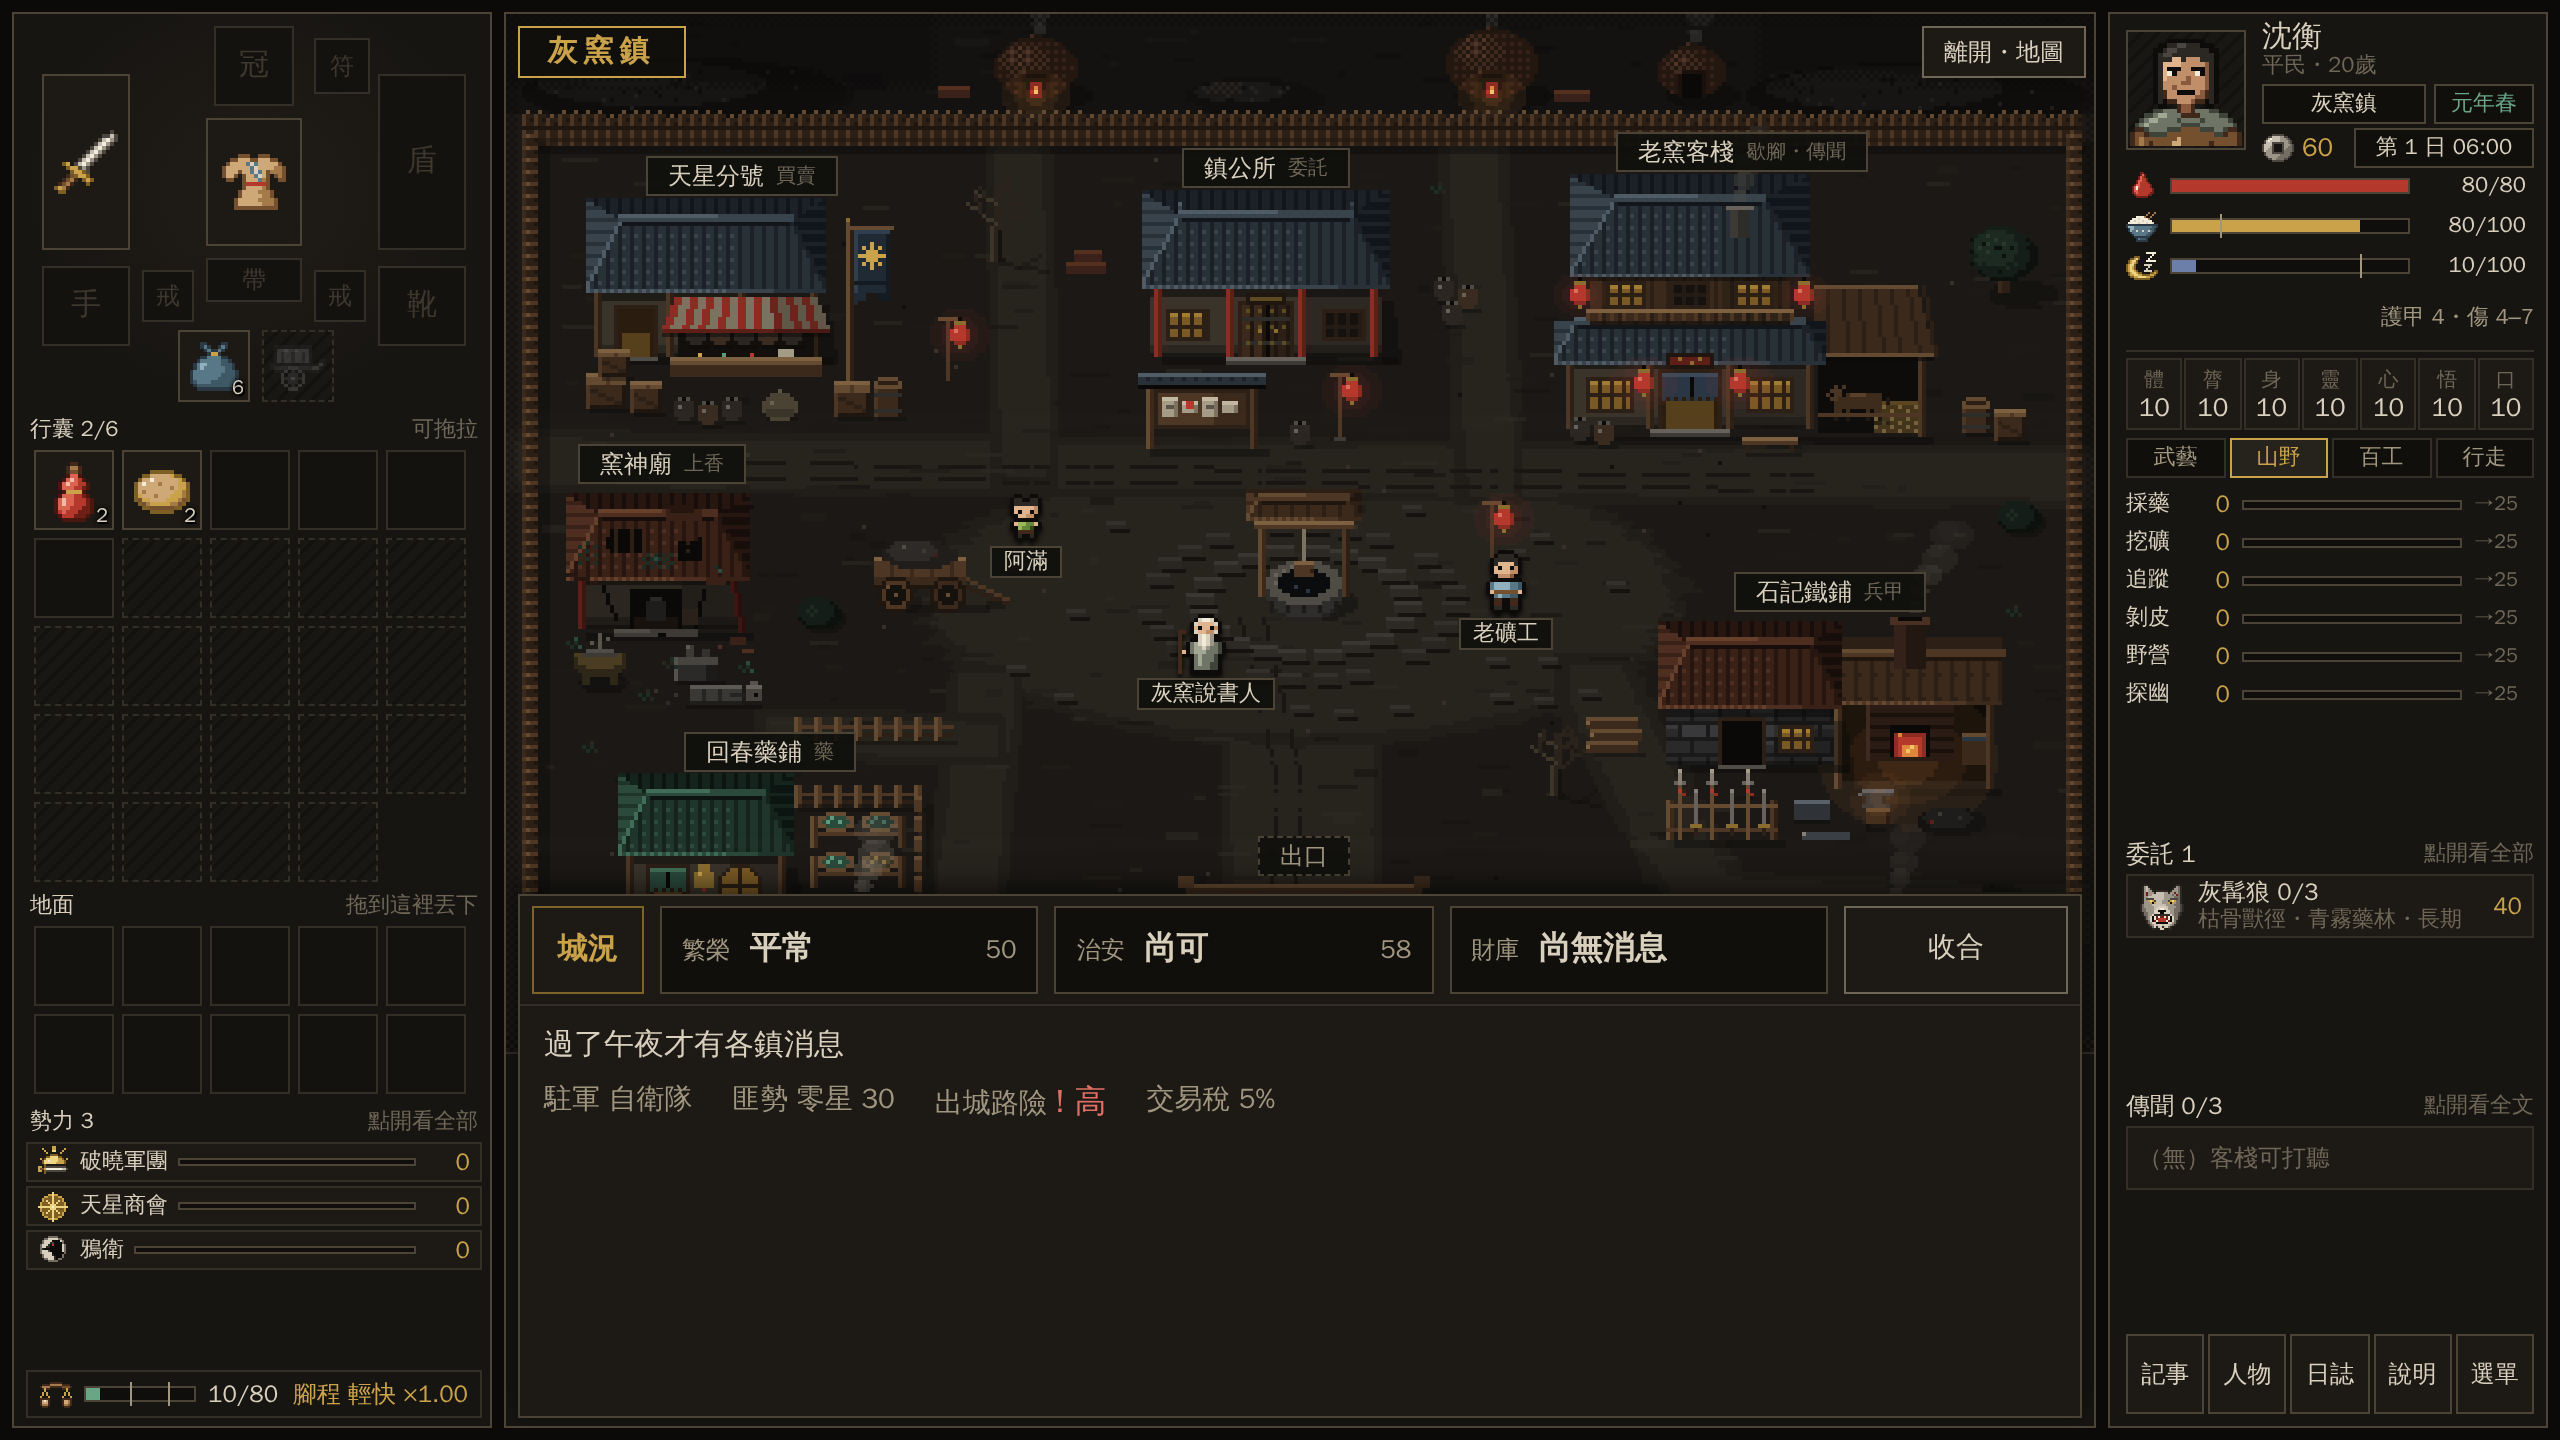 冠
符
盾
手
戒
帶
戒
靴
6
行囊 2/6 可拖拉
2
2
地面 拖到這裡丟下
勢力 3 點開看全部
破曉軍團 0
天星商會 0
鴉衛 0
10/80 腳程 輕快 ×1.00
灰窯鎮
離開・地圖
天星分號 買賣
鎮公所 委託
老窯客棧 歇腳・傳聞
窯神廟 上香
阿滿
老礦工
灰窯說書人
石記鐵鋪 兵甲
回春藥鋪 藥
出口
城況
繁榮 平常 50
治安 尚可 58
財庫 尚無消息
收合
過了午夜才有各鎮消息
駐軍 自衛隊 匪勢 零星 30 出城路險！高 交易稅 5%
沈衡
平民・20歲
灰窯鎮 元年春
60 第 1 日 06:00
80/80
80/100
10/100
護甲 4・傷 4–7
體 膂 身 靈 心 悟 口
10 10 10 10 10 10 10
武藝 山野 百工 行走
採藥 0 →25
挖礦 0 →25
追蹤 0 →25
剝皮 0 →25
野營 0 →25
探幽 0 →25
委託 1 點開看全部
灰髯狼 0/3 40
枯骨獸徑・青霧藥林・長期
傳聞 0/3 點開看全文
（無）客棧可打聽
記事 人物 日誌 說明 選單